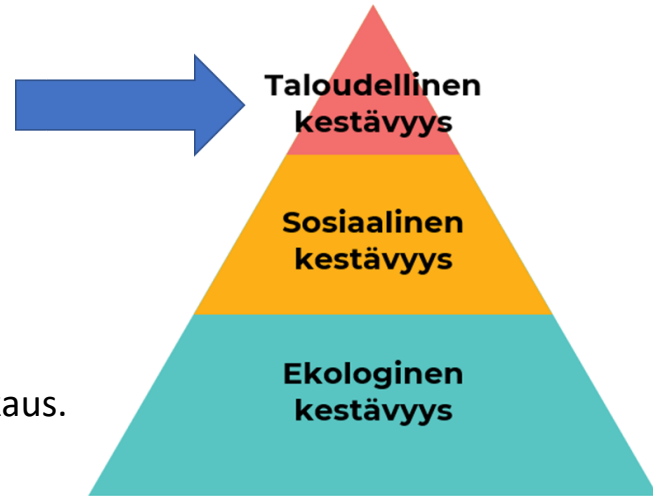 Taloudellinen
kestävyys
Sosiaalinen
kestävyys
Ekologinen
kestävyys
aus.